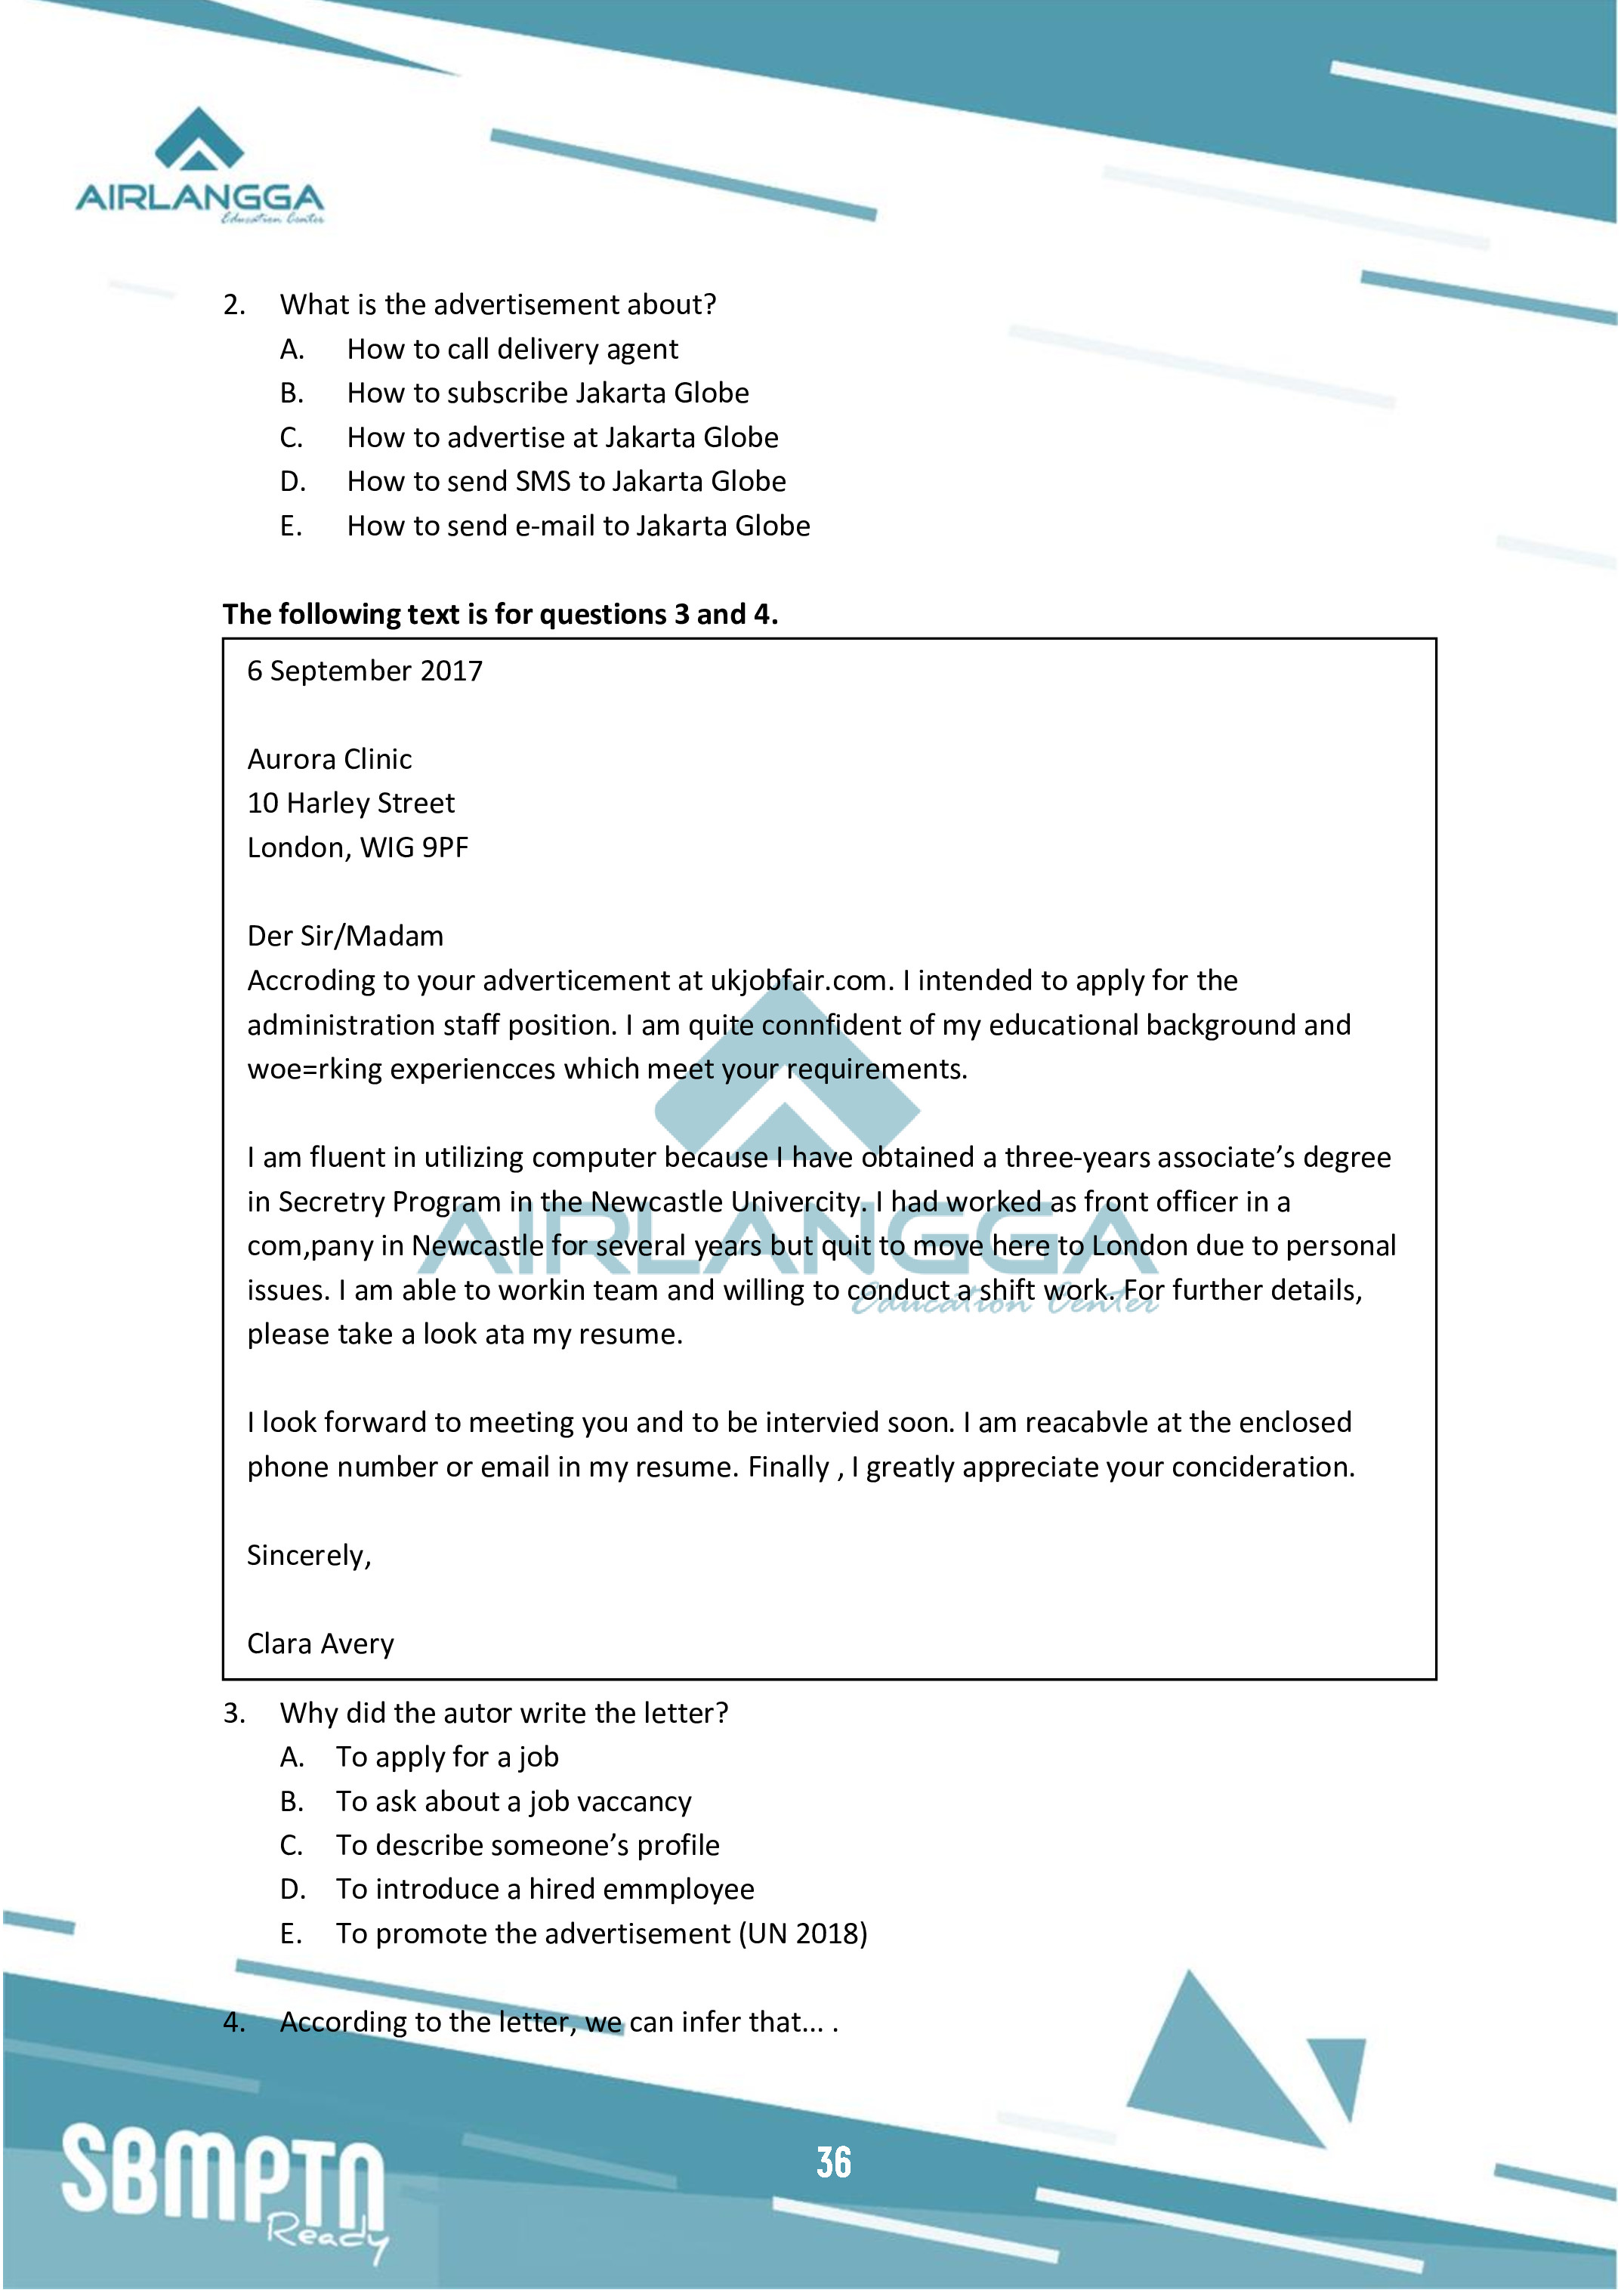 AIRLANGGA
Education Center
2. What is the advertisement about?
A. How to call delivery agent
B. How to subscribe Jakarta Globe
C. How to advertise at Jakarta Globe
D. How to send SMS to Jakarta Globe
E. How to send e-mail to Jakarta Globe
The following text is for questions 3 and 4.
6 September 2017
Aurora Clinic
10 Harley Street
London, WIG 9PF
Der Sir/Madam
Accroding to your adverticement at ukjobfair.com. I intended to apply for the
administration staff position. I am quite connfident of my educational background and
woe=rking experiencces which meet your requirements.
I am fluent in utilizing computer because I have obtained a three-years associate’s degree
in Secretry Program in the Newcastle Univercity. I had worked as front officer in a
com,pany in Newcastle for several years but quit to move here to London due to personal
issues. I am able to workin team and willing to conduct a shift work. For further details,
please take a look ata my resume.
I look forward to meeting you and to be intervied soon. I am reacabvle at the enclosed
phone number or email in my resume. Finally , I greatly appreciate your concideration.
Sincerely,
Clara Avery
AIRLANGGA
Education Center
3. Why did the autor write the letter?
A. To apply for a job
B. To ask about a job vaccancy
C. To describe someone’s profile
D. To introduce a hired emmployee
E. To promote the advertisement (UN 2018)
4. According to the letter, we can infer that... .
SBMPTN
Ready
36